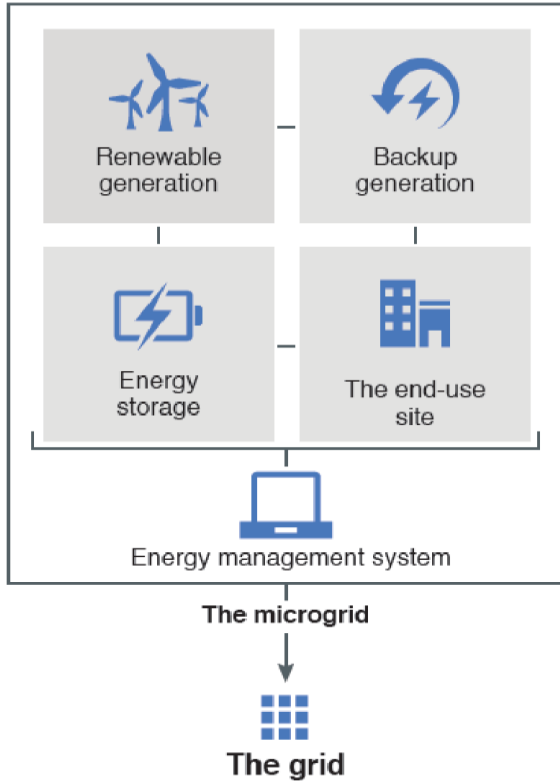 Renewable
generation
Backup
generation
Energy
storage
The end-use
site
Energy management system
The microgrid
The grid